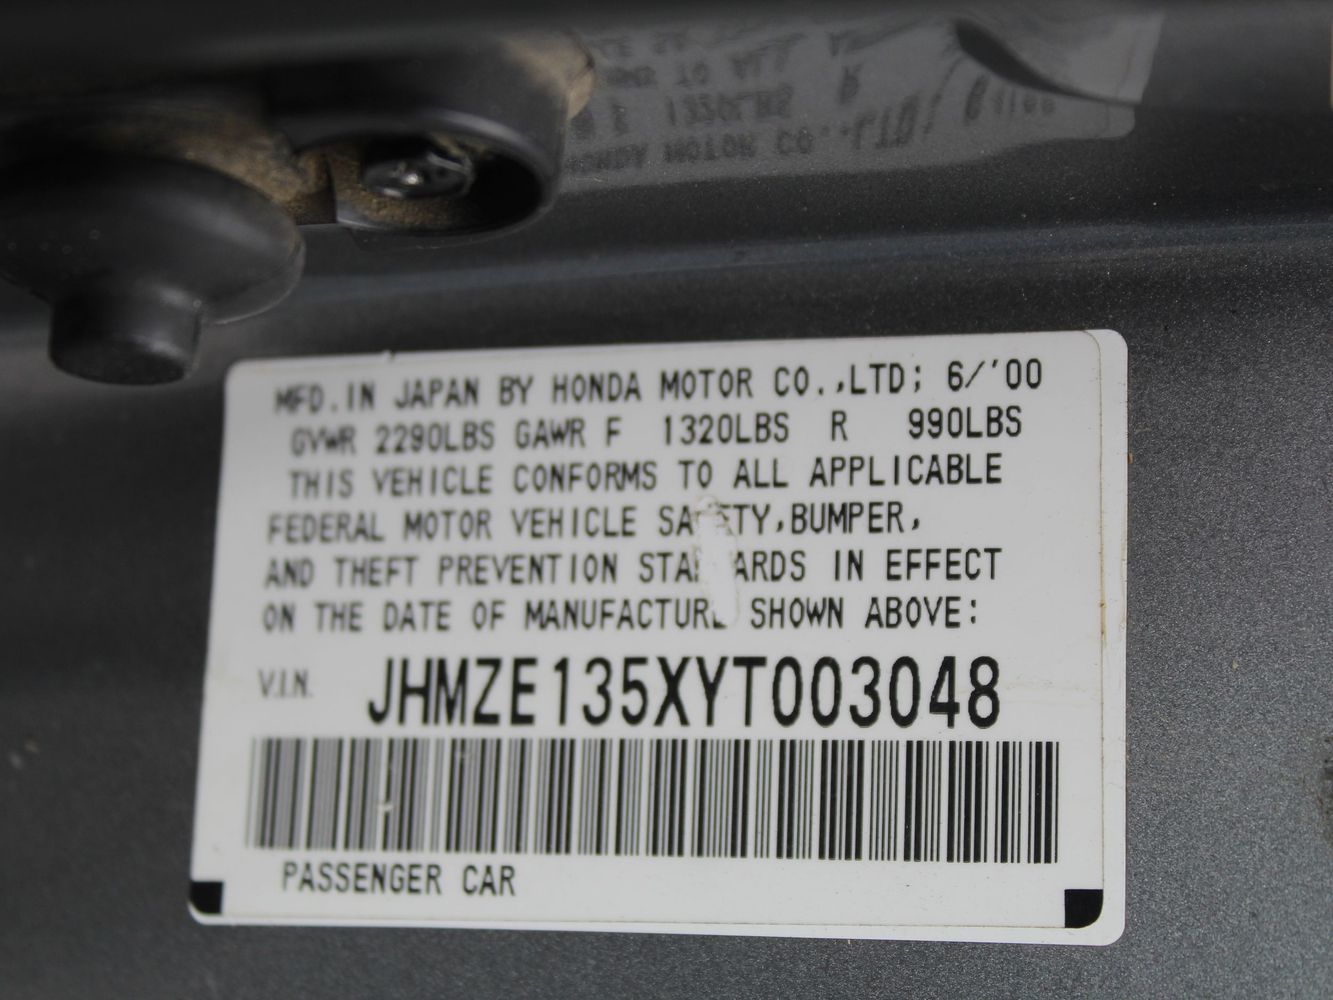 MFD.IN JAPAN BY HONDA MOTOR CO.,LTD; 6/'00
GVWR 2290LBS GAWR F 1320LBS R 990LBS
THIS VEHICLE CONFORMS TO ALL APPLICABLE
FEDERAL MOTOR VEHICLE SAFETY,BUMPER,
AND THEFT PREVENTION STANDARDS IN EFFECT
ON THE DATE OF MANUFACTURE SHOWN ABOVE:
V.I.N. JHMZE135XYT003048
PASSENGER CAR